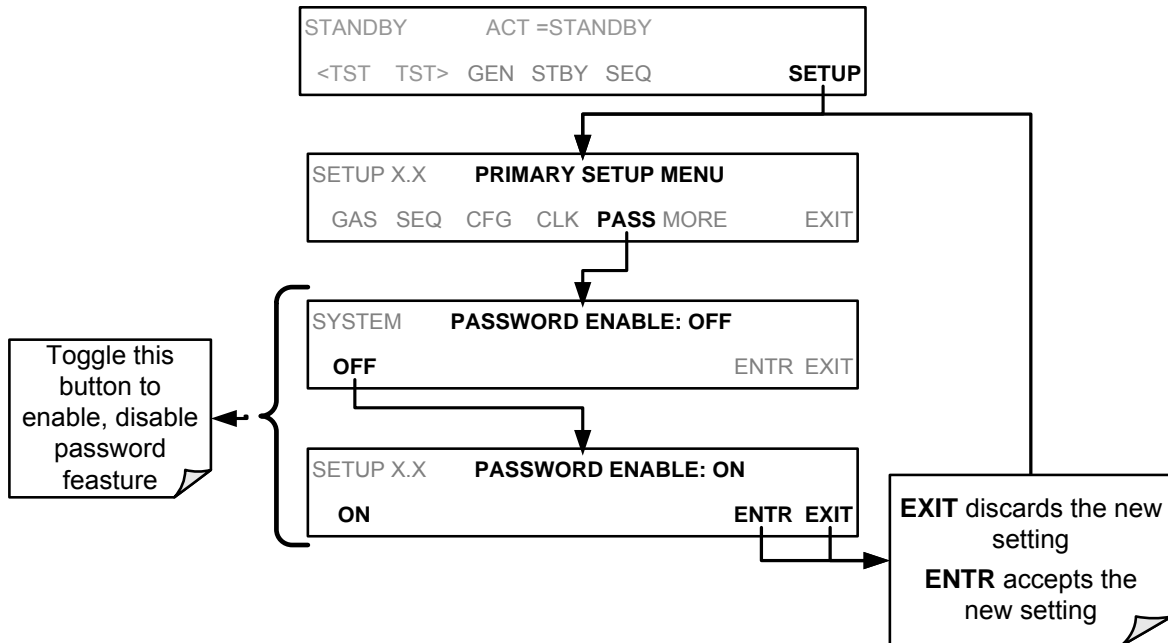 STANDBY ACT =STANDBY
<TST TST> GEN STBY SEQ SETUP
SETUP X.X PRIMARY SETUP MENU
GAS SEQ CFG CLK PASS MORE EXIT
SYSTEM PASSWORD ENABLE: OFF
OFF ENTR EXIT
Toggle this
button to
enable, disable
password
feasture
SETUP X.X PASSWORD ENABLE: ON
ON ENTR EXIT
EXIT discards the new
setting
ENTR accepts the
new setting